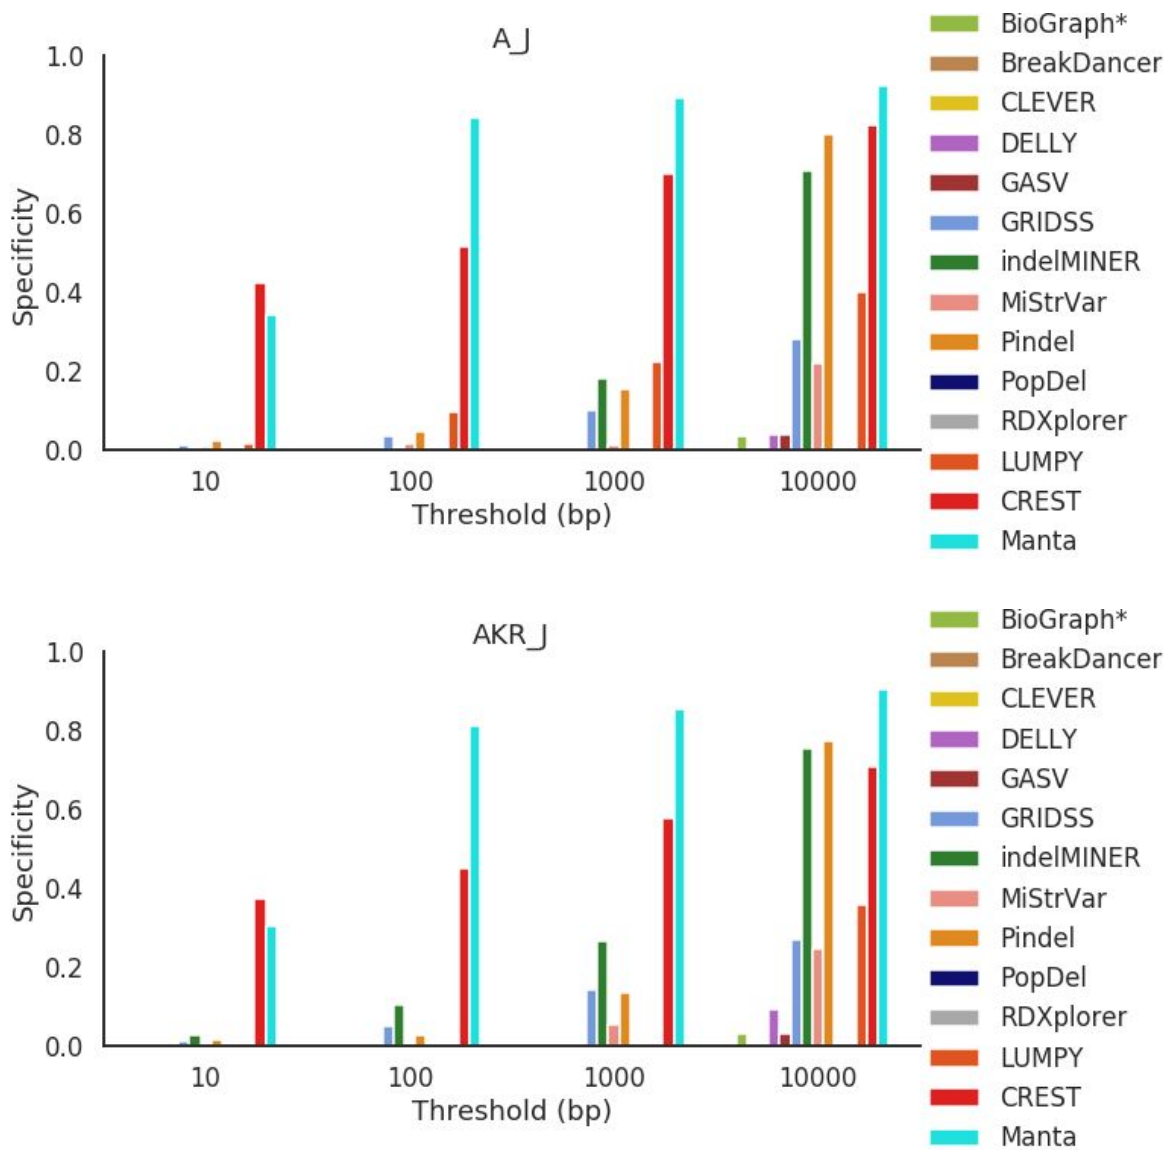 A_J
1.0
0.8
0.6
0.4
0.2
0.0
Specificity
10 100 1000 10000
Threshold (bp)
BioGraph*
BreakDancer
CLEVER
DELLY
GASV
GRIDSS
indelMINER
MiStrVar
Pindel
PopDel
RDXplorer
LUMPY
CREST
Manta
AKR_J
1.0
0.8
0.6
0.4
0.2
0.0
Specificity
10 100 1000 10000
Threshold (bp)
BioGraph*
BreakDancer
CLEVER
DELLY
GASV
GRIDSS
indelMINER
MiStrVar
Pindel
PopDel
RDXplorer
LUMPY
CREST
Manta